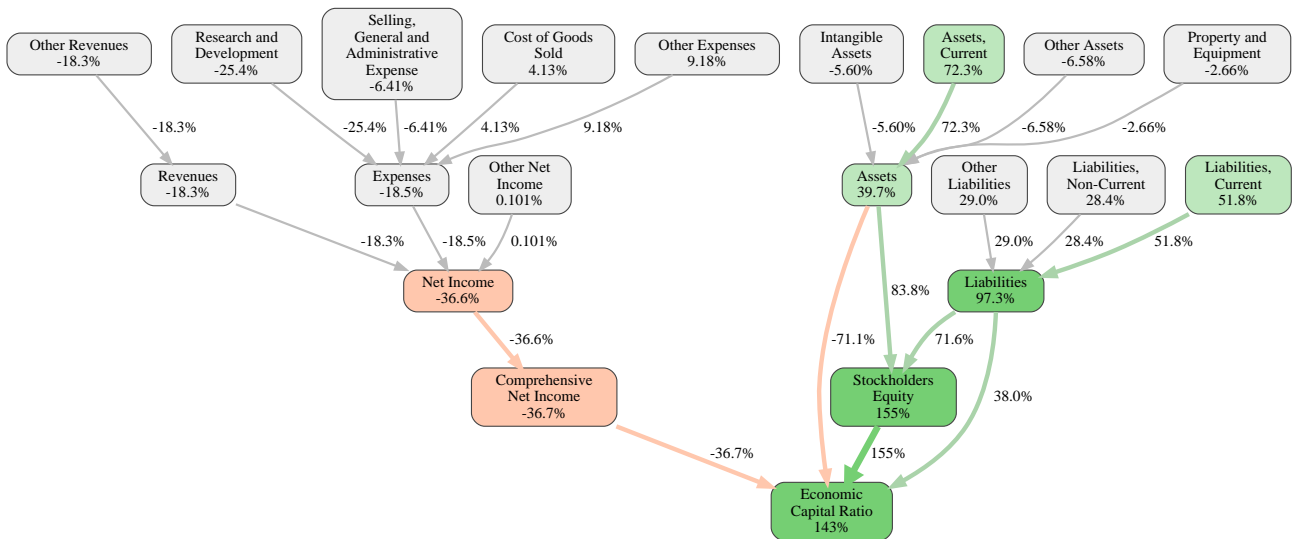 Other Revenues
-18.3%
Research and
Development
-25.4%
Selling,
General and
Administrative
Expense
-6.41%
Cost of Goods
Sold
4.13%
Other Expenses
9.18%
Intangible
Assets
-5.60%
Assets,
Current
72.3%
Other Assets
-6.58%
Property and
Equipment
-2.66%
-18.3%
-25.4%
-6.41%
4.13%
9.18%
-5.60%
72.3%
-6.58%
-2.66%
Revenues
-18.3%
Expenses
-18.5%
Other Net
Income
0.101%
Assets
39.7%
Other
Liabilities
29.0%
Liabilities,
Non-Current
28.4%
Liabilities,
Current
51.8%
-18.3%
-18.5%
0.101%
29.0%
28.4%
51.8%
Net Income
-36.6%
83.8%
Liabilities
97.3%
-36.6%
-71.1%
71.6%
Comprehensive
Net Income
-36.7%
Stockholders
Equity
155%
38.0%
-36.7%
155%
Economic
Capital Ratio
143%